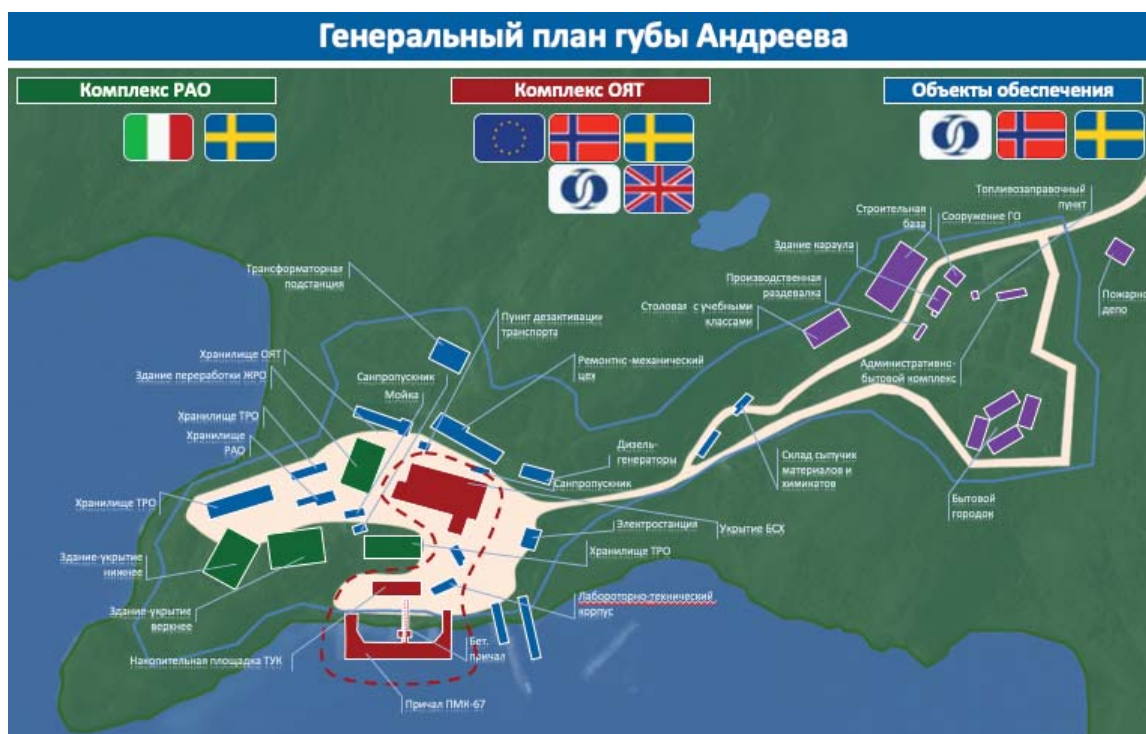 Генеральный план губы Андреева
Комплекс РАО
Комплекс ОЯТ
Объекты обеспечения
Топливозаправочный
пункт
Строительная
база
Сооружение ГО
Здание караула
Производственная
раздевалка
Столовая с учебными
классами
Пожарно
депо
Административно-
бытовой комплекс
Трансформаторная
подстанция
Пункт дезактивации
транспорта
Хранилище ОЯТ
Здание переработки ЖРО
Санпропускник
Мойка
Ремонтнс-механический
цех
Хранилище ТРО
Хранилище
РАО
Дизель-
генераторы
Санпропускник
Склад сыпучик
материалов и
химикатов
Бытовой
городок
Хранилище ТРО
Электростанция
Укрытие БСХ
Здание-укрытие
нижнее
Хранилище ТРО
Здание-укрытие
верхнее
Лабороторно-технический
корпус
Накопительная площадка ТУК
Бет.
причал
Причал ПМК-67